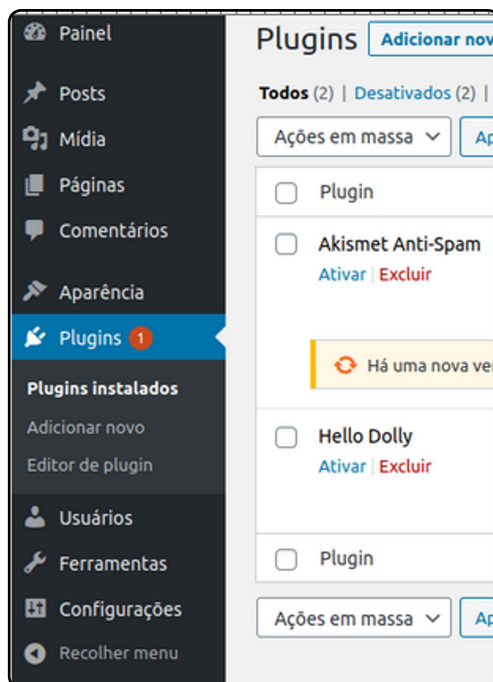 Painel
Posts
Mídia
Páginas
Comentários
Aparência
Plugins 1
Plugins instalados
Adicionar novo
Editor de plugin
Usuários
Ferramentas
Configurações
Recolher menu
Plugins Adicionar nov
Todos (2) | Desativados (2) |
Ações em massa Ap
Plugin
Akismet Anti-Spam
Ativar | Excluir
Há uma nova ver
Hello Dolly
Ativar | Excluir
Plugin
Ações em massa Ap